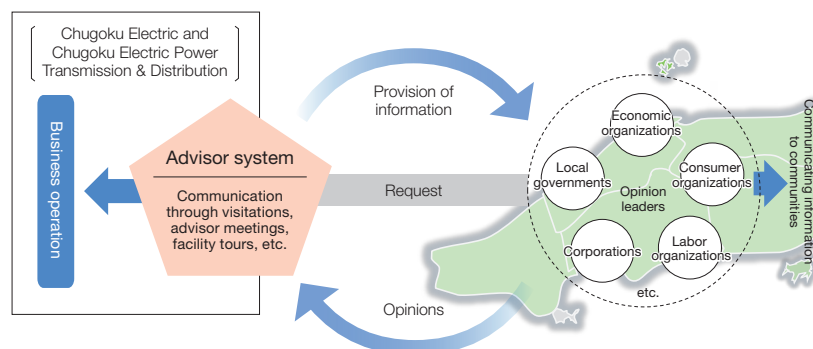 Chugoku Electric and
Chugoku Electric Power
Transmission & Distribution
Business operation
Advisor system
Communication
through visitations,
advisor meetings,
facility tours, etc.
Provision of
information
Request
Opinions
Economic
organizations
Local
governments
Consumer
organizations
Opinion
leaders
Corporations
Labor
organizations
etc.
Communicating information
to communities